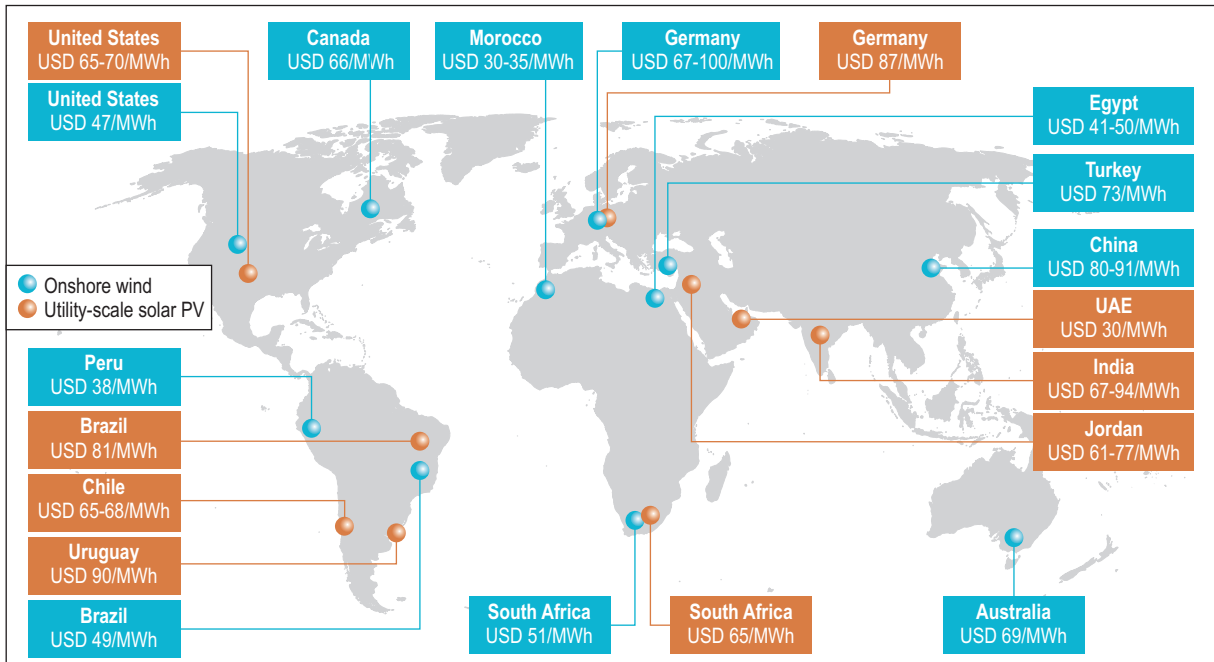 United States
USD 65-70/MWh
United States
USD 47/MWh
Canada
USD 66/MWh
Morocco
USD 30-35/MWh
Germany
USD 67-100/MWh
Germany
USD 87/MWh
Egypt
USD 41-50/MWh
Turkey
USD 73/MWh
China
USD 80-91/MWh
UAE
USD 30/MWh
India
USD 67-94/MWh
Jordan
USD 61-77/MWh
Onshore wind
Utility-scale solar PV
Peru
USD 38/MWh
Brazil
USD 81/MWh
Chile
USD 65-68/MWh
Uruguay
USD 90/MWh
Brazil
USD 49/MWh
South Africa
USD 51/MWh
South Africa
USD 65/MWh
Australia
USD 69/MWh